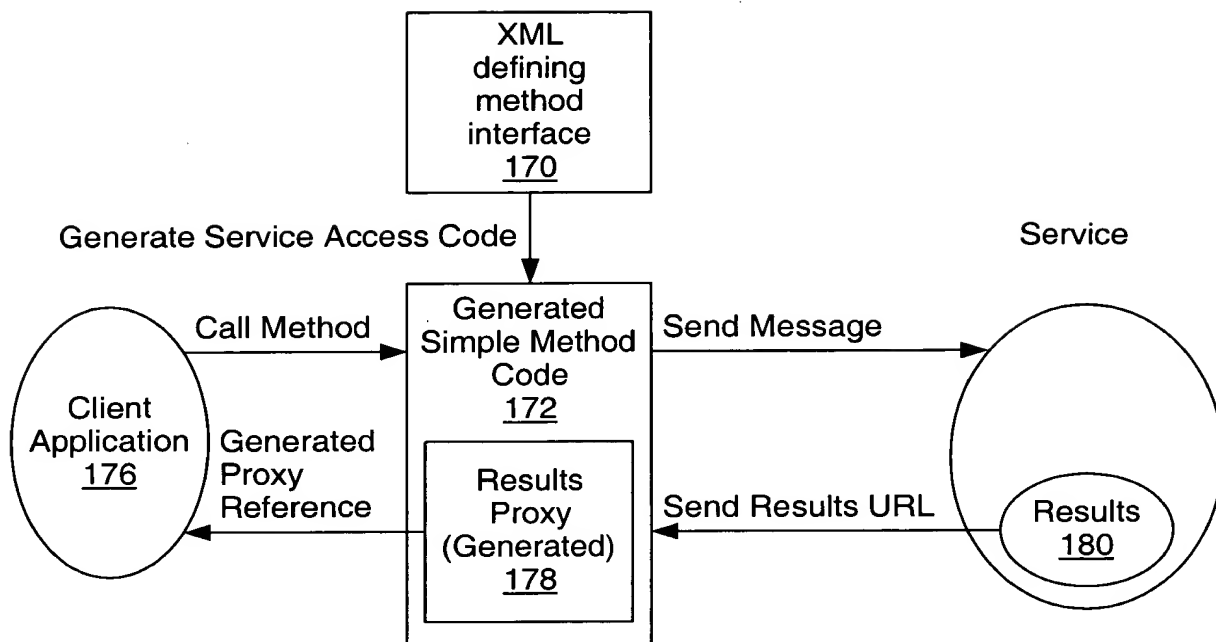 XML
defining
method
interface
170
Generate Service Access Code
Service
Generated
Simple Method
Code
172
Call Method
Send Message
Client
Application
176
Generated
Proxy
Reference
Results
Proxy
(Generated)
178
Send Results URL
Results
180